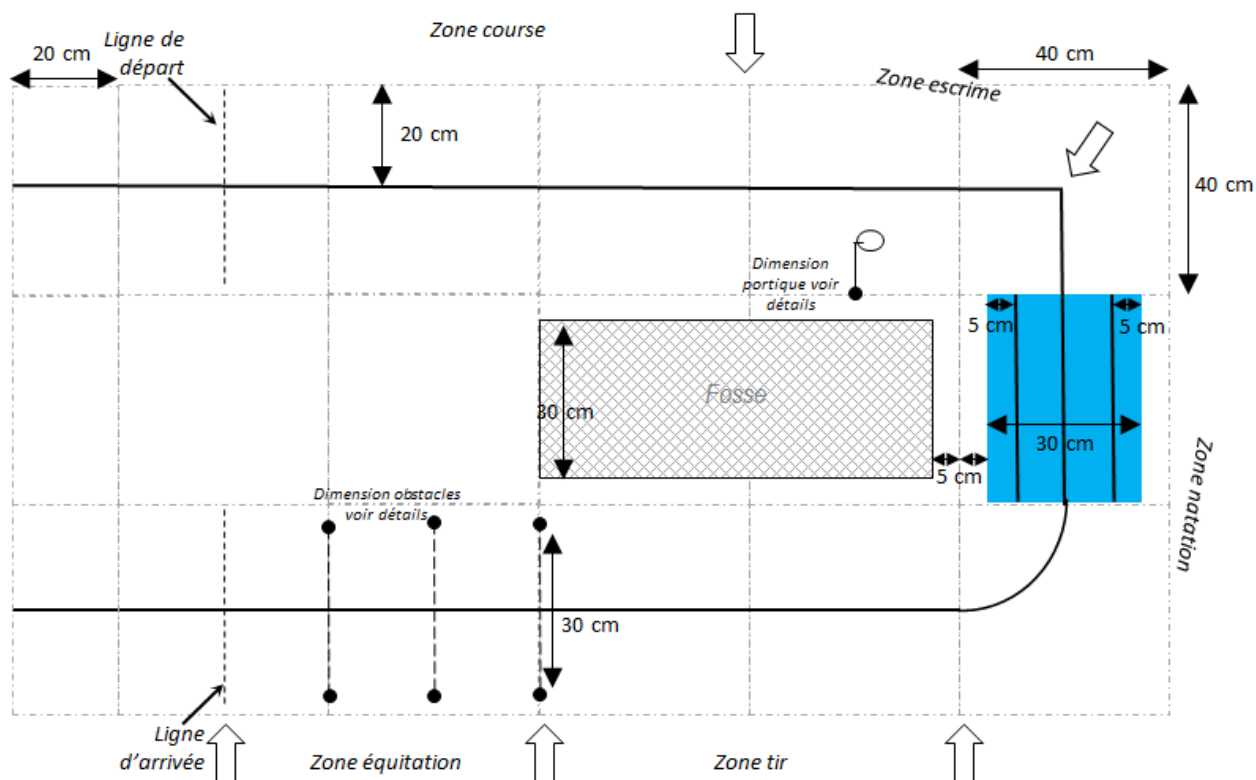 Zone course
Ligne de
départ
20 cm
40 cm
Zone escrime
20 cm
40 cm
Dimension
portique voir
détails
5 cm
5 cm
Fosse
30 cm
30 cm
5 cm
Dimension obstacles
voir détails
Zone natation
30 cm
Ligne
d'arrivée
Zone équitation
Zone tir